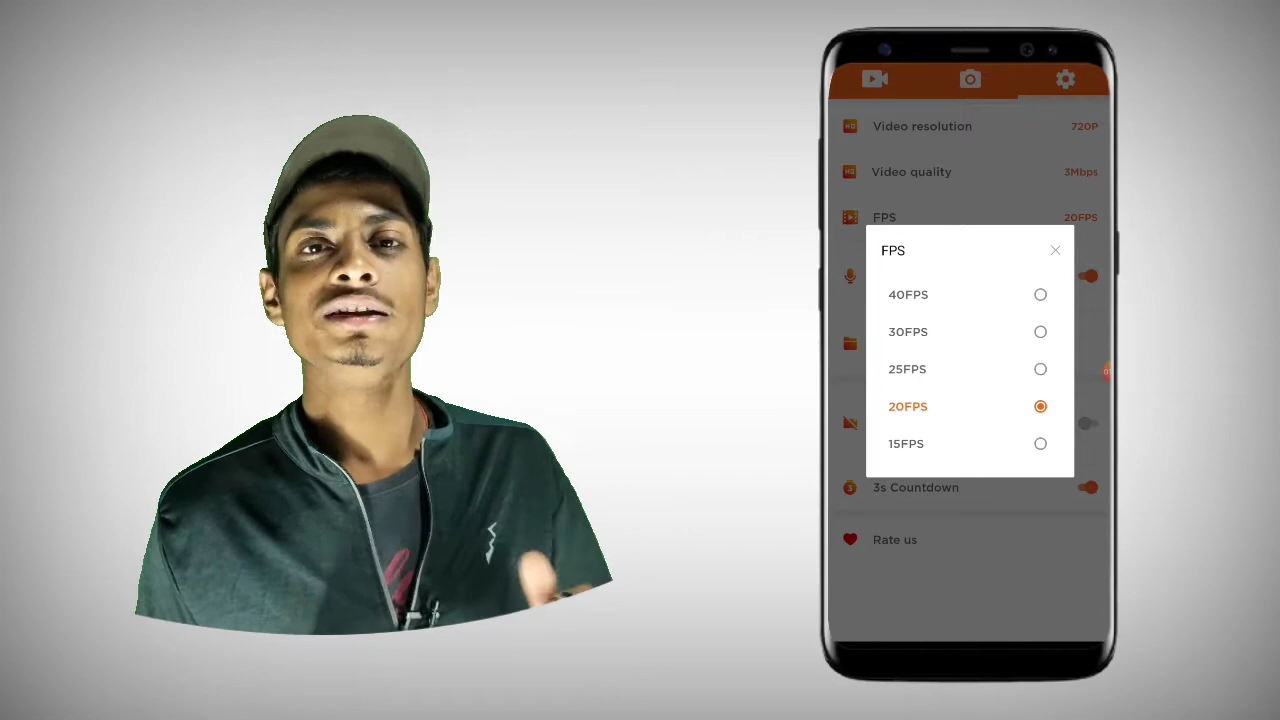 Video resolution 720P
Video quality 3Mbps
FPS 20FPS
FPS
40FPS
30FPS
25FPS
20FPS
15FPS
3s Countdown
Rate us